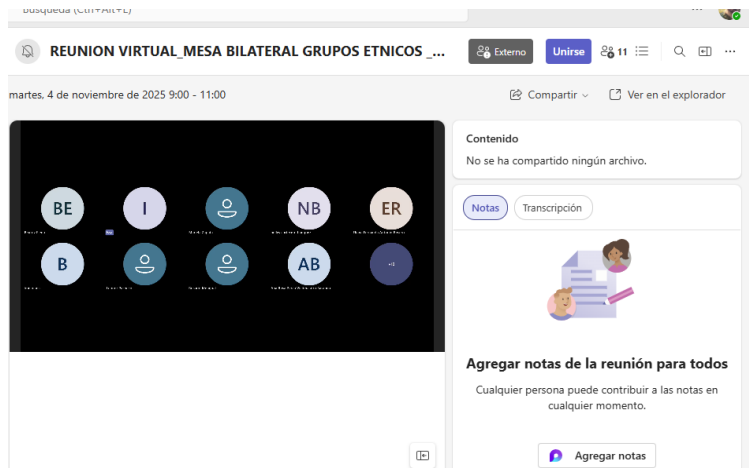 Búsqueda (Ctrl+Alt+E)
REUNION VIRTUAL_MESA BILATERAL GRUPOS ETNICOS _...
Externo
Unirse
11
martes, 4 de noviembre de 2025 9:00 - 11:00
Compartir
Ver en el explorador
BE
I
NB
ER
B
AB
Contenido
No se ha compartido ningún archivo.
Notas
Transcripción
Agregar notas de la reunión para todos
Cualquier persona puede contribuir a las notas en
cualquier momento.
Agregar notas